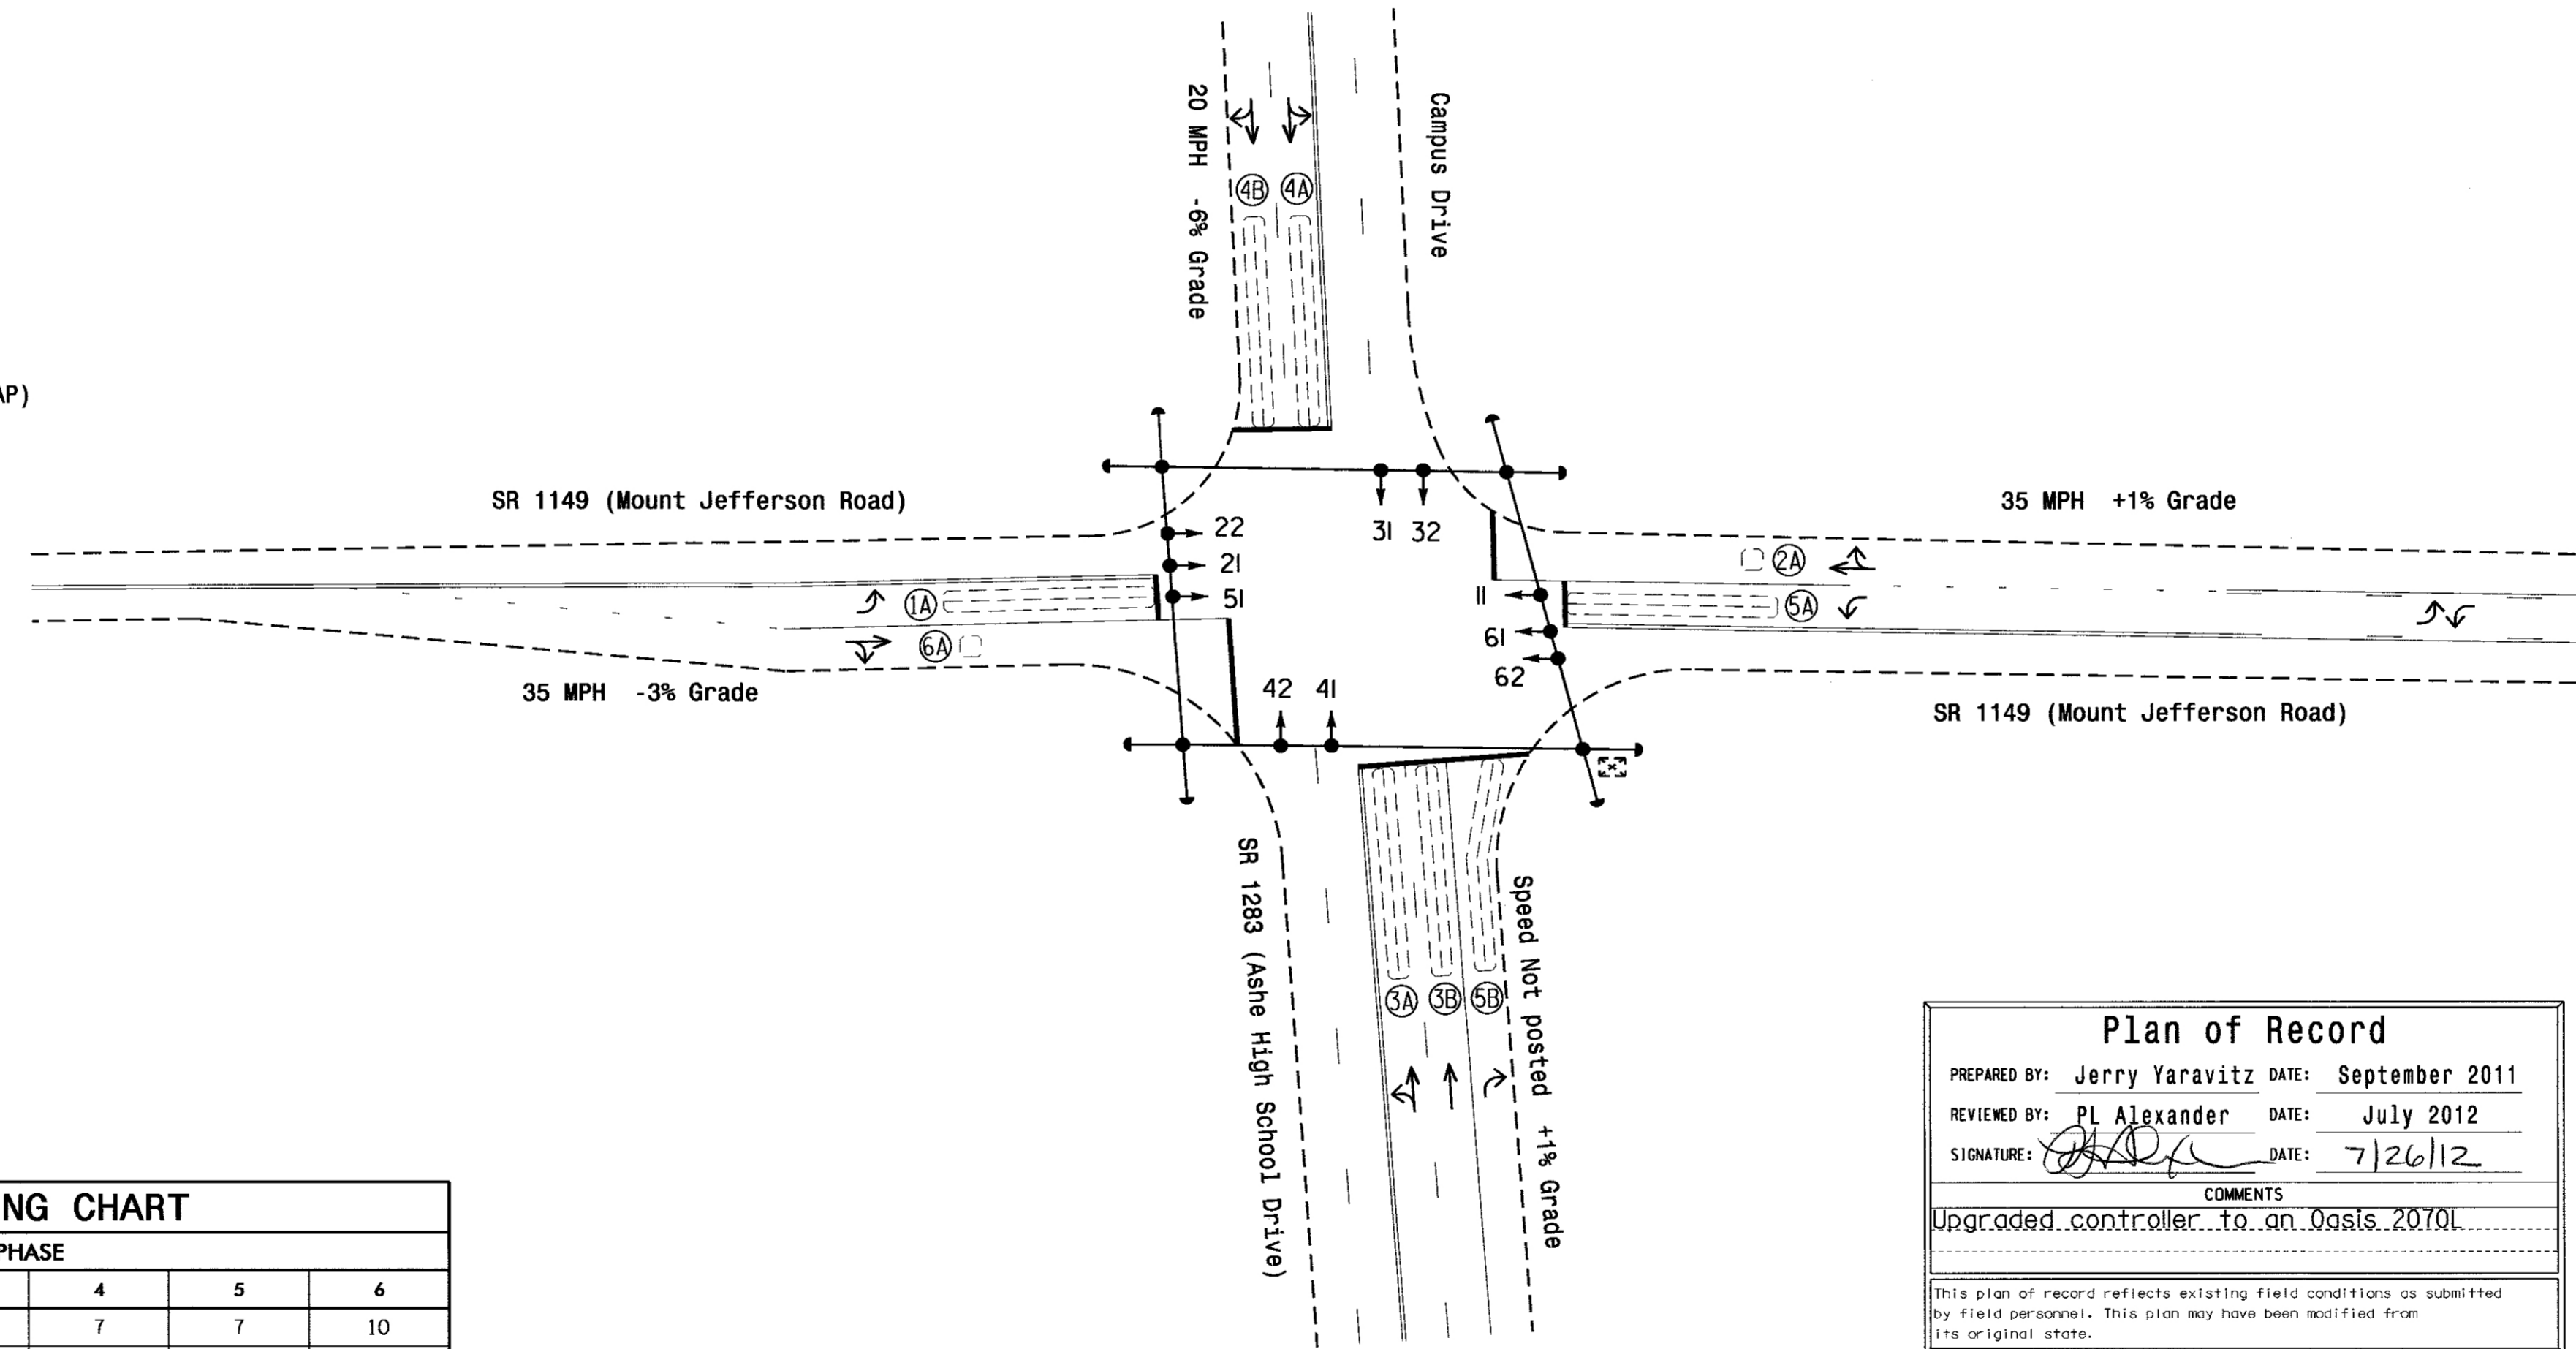 20 MPH -6% Grade
Campus Drive
4B 4A
AP)
SR 1149 (Mount Jefferson Road)
35 MPH +1% Grade
22
21
51
31 32
2A
1A
11
5A
6A
61
62
35 MPH -3% Grade
42 41
SR 1149 (Mount Jefferson Road)
SR 1283 (Ashe High School Drive)
3A 3B 5B
Speed Not posted +1% Grade
NG CHART
PHASE
4 5 6
7 7 10
Plan of Record
PREPARED BY: Jerry Yaravitz DATE: September 2011
REVIEWED BY: PL Alexander DATE: July 2012
SIGNATURE: DATE: 7/26/12
COMMENTS
Upgraded controller to an Oasis 2070L
This plan of record reflects existing field conditions as submitted
by field personnel. This plan may have been modified from
its original state.